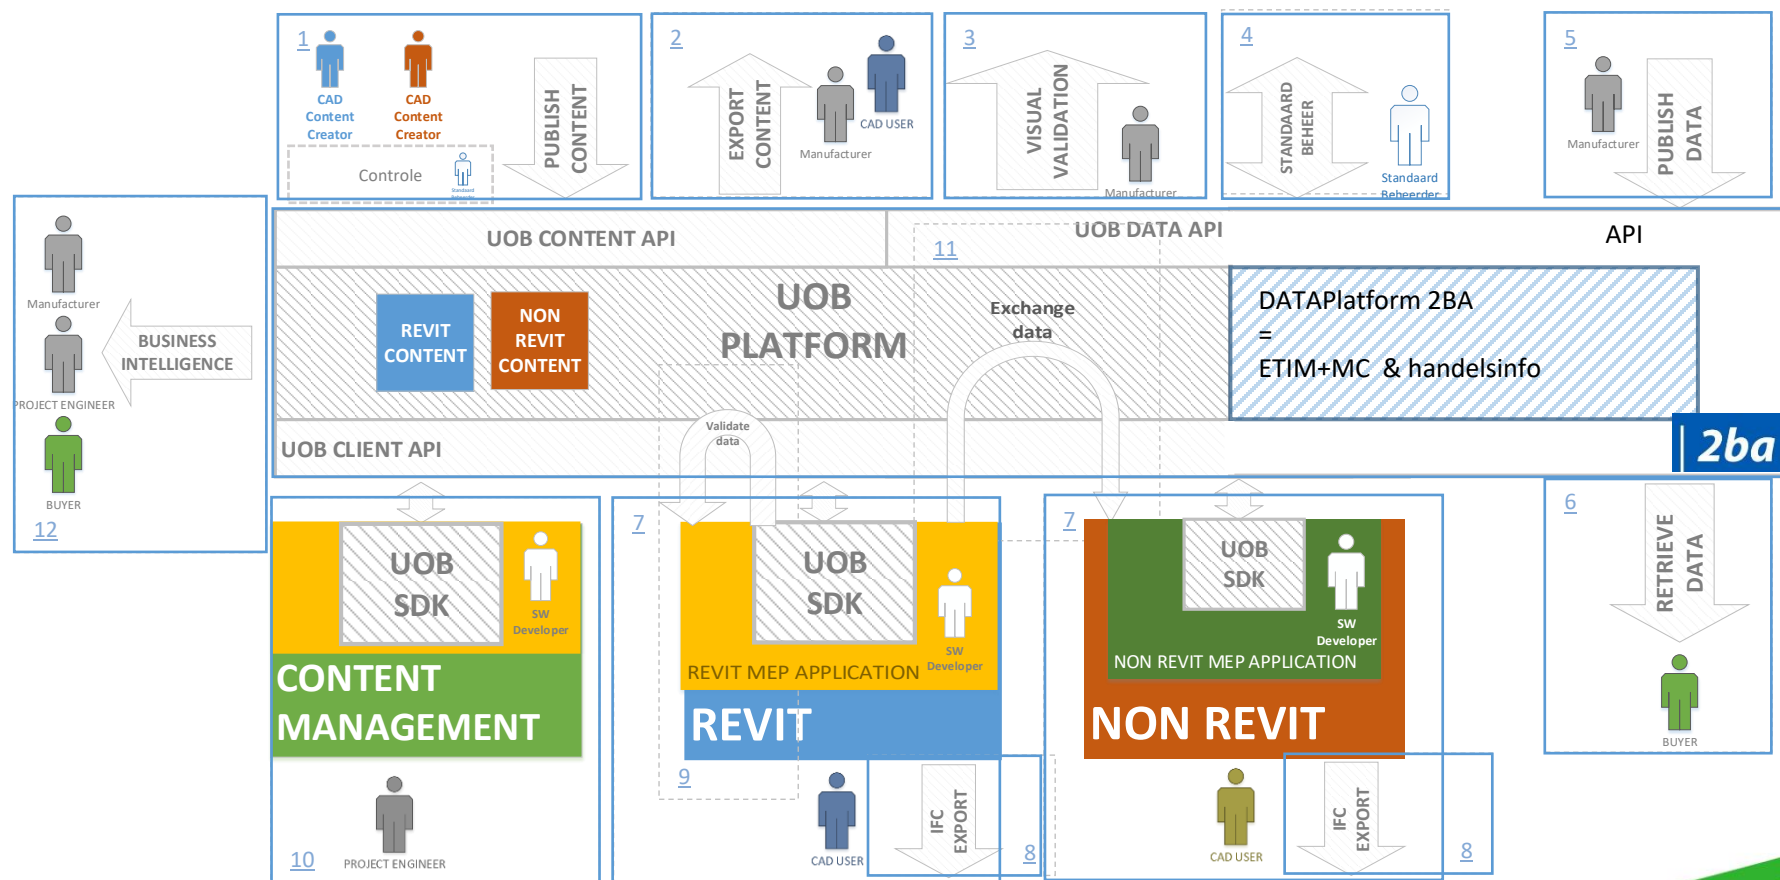 1
CAD
Content
Creator
CAD
Content
Creator
Controle
Standaard
Beheerder
PUBLISH
CONTENT
2
EXPORT
CONTENT
Manufacturer
CAD USER
3
VISUAL
VALIDATION
Manufacturer
4
STANDAARD
BEHEER
Standaard
Beheerder
5
Manufacturer
PUBLISH
DATA
Manufacturer
PROJECT ENGINEER
BUYER
BUSINESS
INTELLIGENCE
12
UOB CONTENT API
UOB DATA API
API
11
REVIT
CONTENT
NON
REVIT
CONTENT
UOB
PLATFORM
Exchange
data
DATAPlatform 2BA
=
ETIM+MC & handelsinfo
Validate
data
UOB CLIENT API
2ba
UOB
SDK
SW
Developer
CONTENT
MANAGEMENT
PROJECT ENGINEER
10
7
UOB
SDK
SW
Developer
REVIT MEP APPLICATION
REVIT
9
CAD USER
IFC
EXPORT
8
7
UOB
SDK
SW
Developer
NON REVIT MEP APPLICATION
NON REVIT
CAD USER
IFC
EXPORT
8
6
RETRIEVE
DATA
BUYER